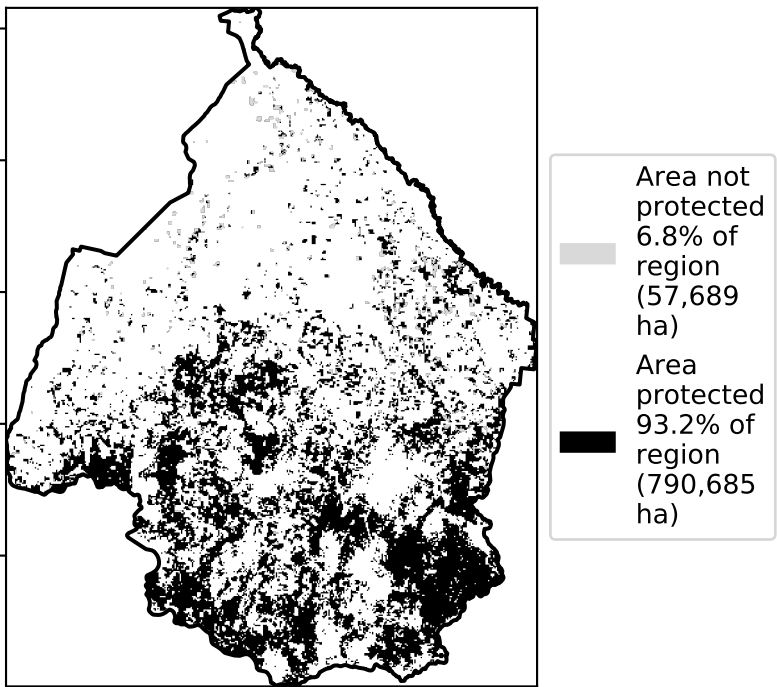 Area not
protected
6.8% of
region
(57,689
ha)
Area
protected
93.2% of
region
(790,685
ha)